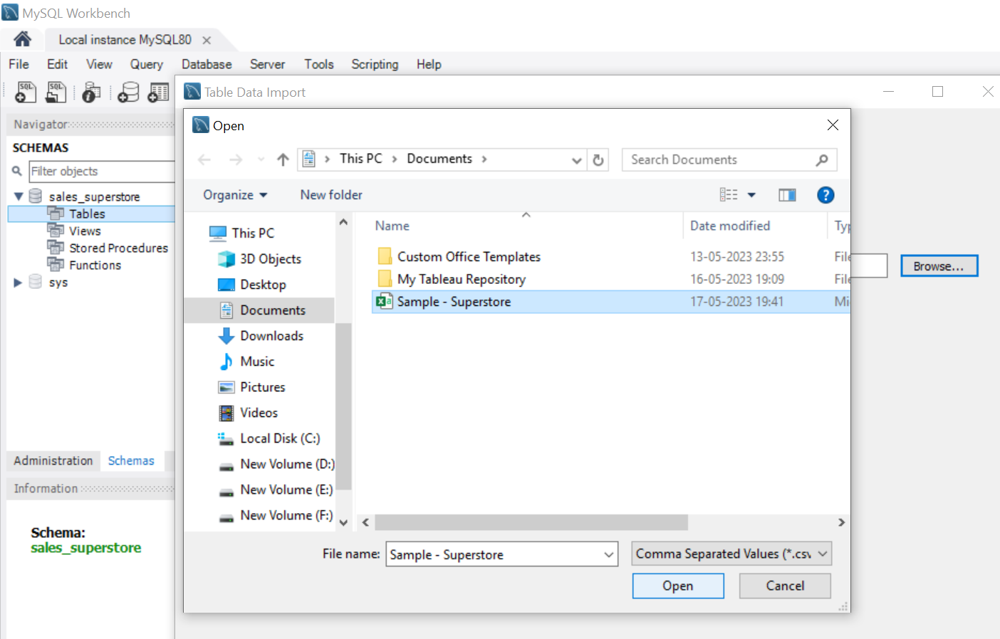 MySQL Workbench
Local instance MySQL80
File Edit View Query Database Server Tools Scripting Help
SQL SQL
Table Data Import
Navigator
SCHEMAS
Filter objects
sales_superstore
Tables
Views
Stored Procedures
Functions
sys
Administration Schemas
Information
Schema:
sales_superstore
Open
This PC > Documents >
Search Documents
Organize New folder
?
This PC
3D Objects
Desktop
Documents
Downloads
Music
Pictures
Videos
Local Disk (C:)
New Volume (D:)
New Volume (E:)
New Volume (F:)
Name Date modified Typ
Custom Office Templates 13-05-2023 23:55 File
My Tableau Repository 16-05-2023 19:09 File
Sample - Superstore 17-05-2023 19:41 Mi
Browse...
File name: Sample - Superstore Comma Separated Values (*.csv
Open Cancel